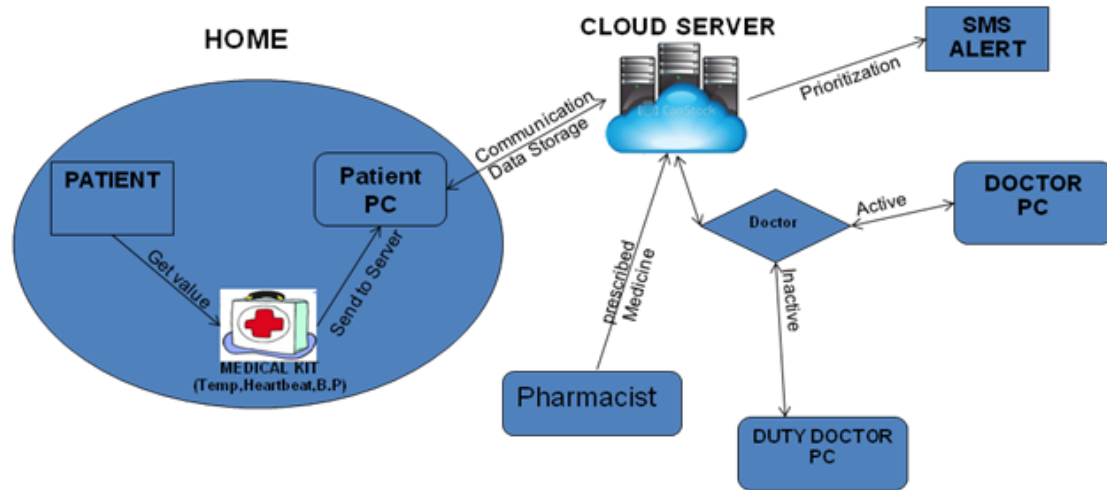 HOME
PATIENT
Patient
PC
Get value
Send to Server
MEDICAL KIT
(Temp,Heartbeat,B.P)
Communication
Data Storage
CLOUD SERVER
CanStock
Prioritization
SMS
ALERT
prescribed
Medicine
Pharmacist
Doctor
Active
DOCTOR
PC
Inactive
DUTY DOCTOR
PC